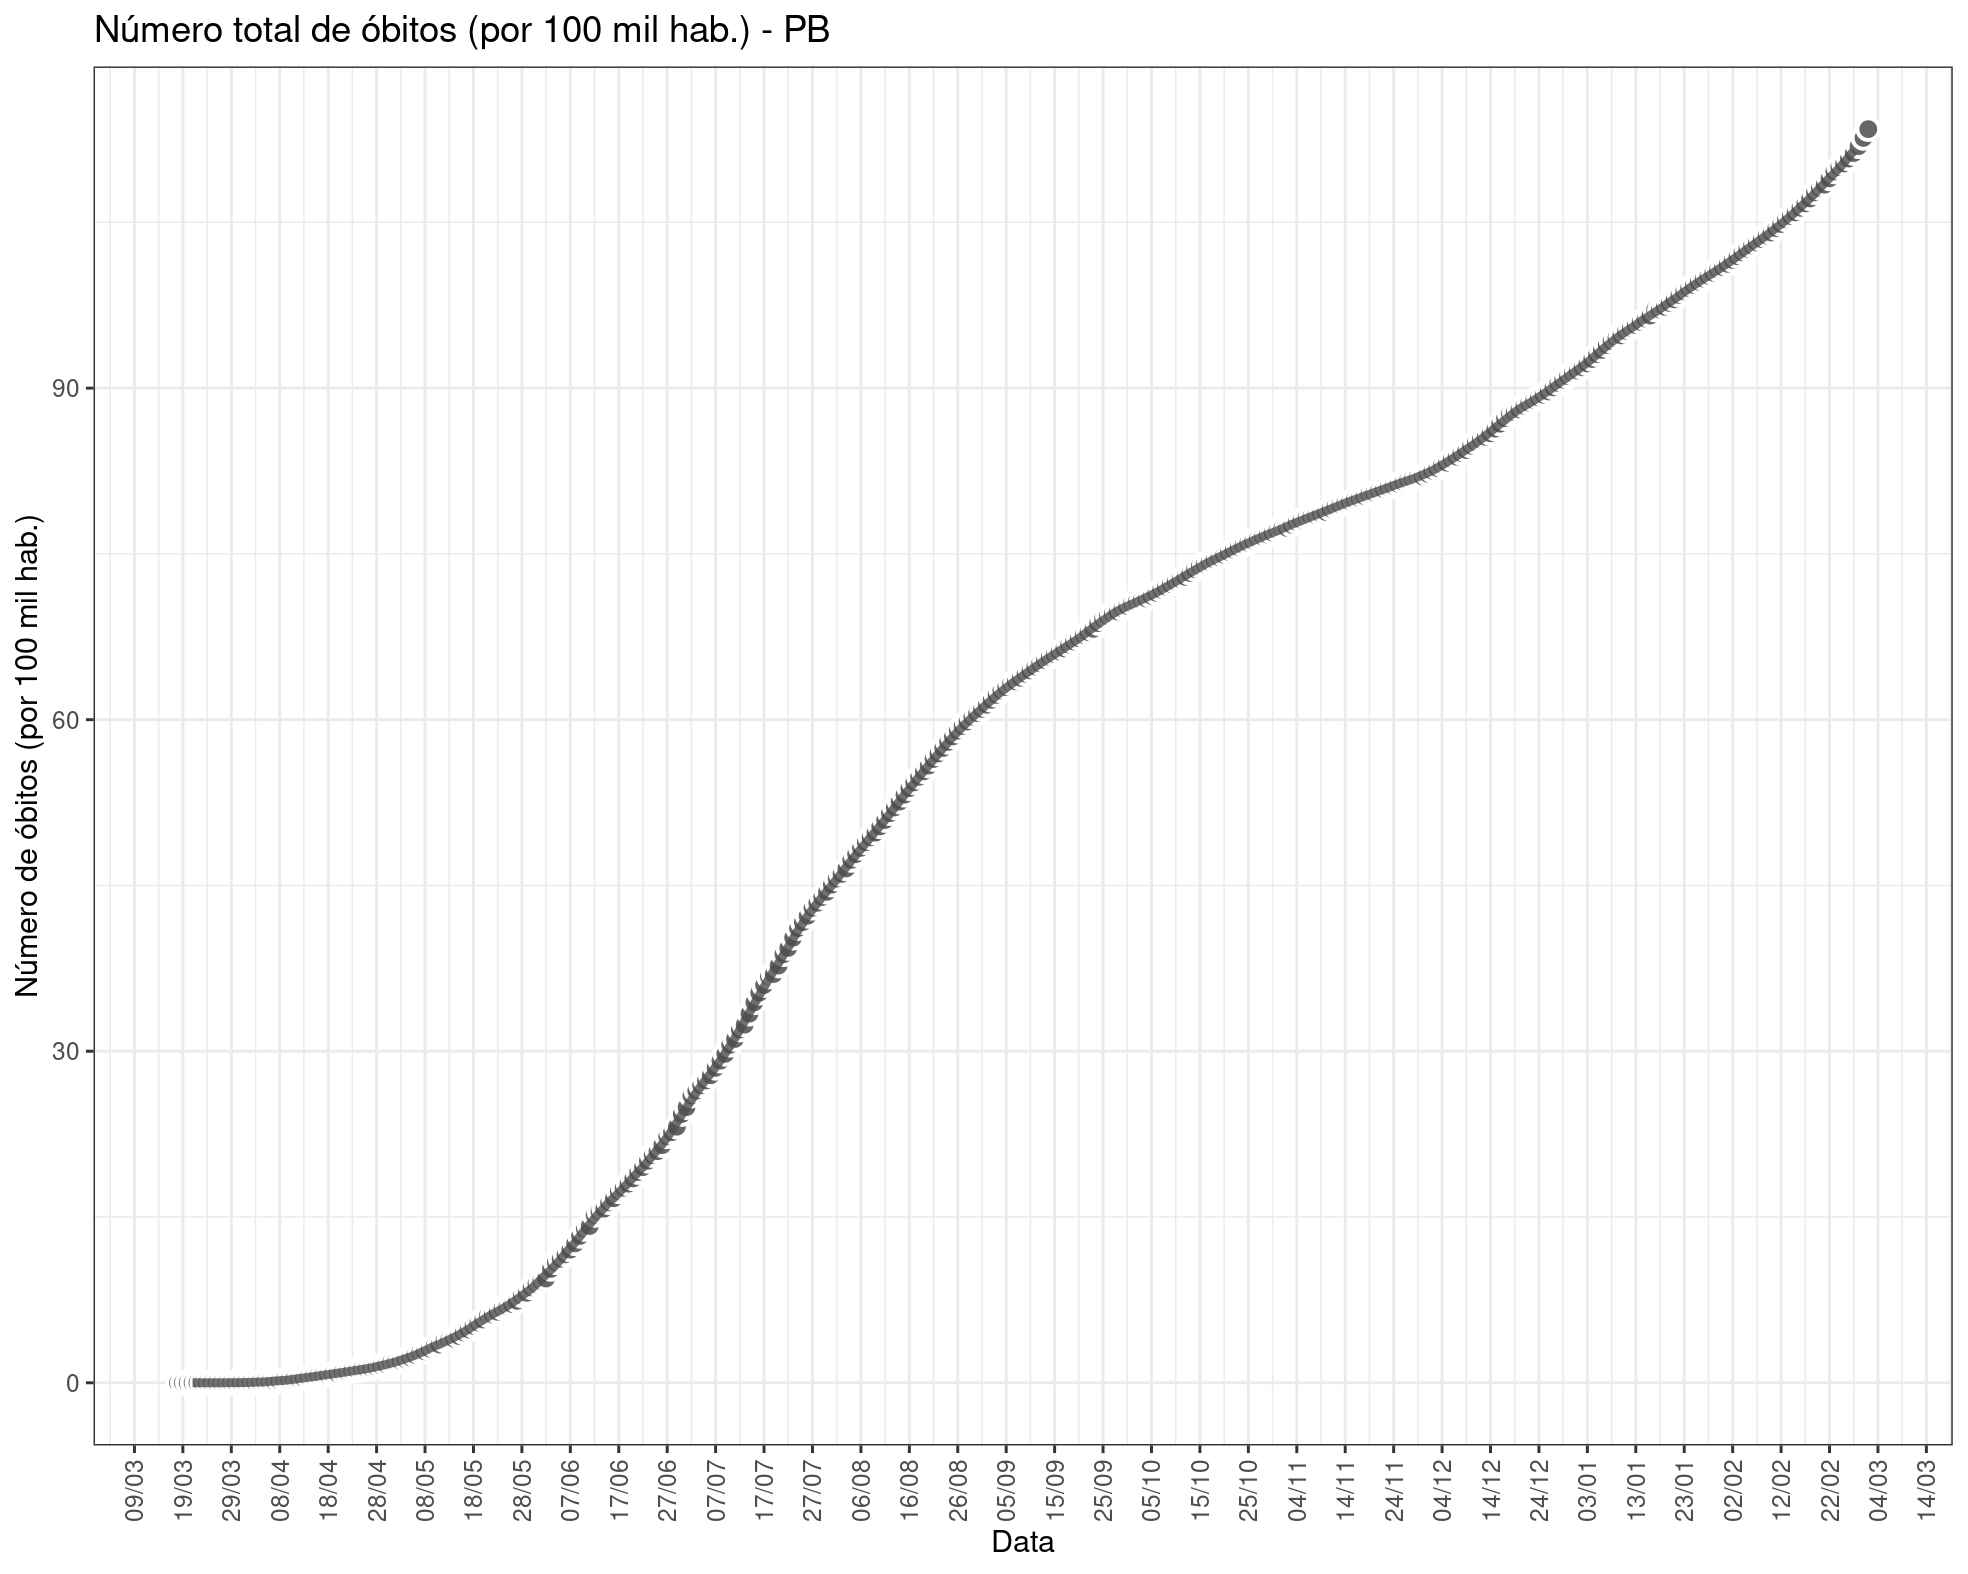 Número total de óbitos (por 100 mil hab.) - PB
Número de óbitos (por 100 mil hab.)
90
60
30
0
09/03 19/03 29/03 08/04 18/04 28/04 08/05 18/05 28/05 07/06 17/06 27/06 07/07 17/07 27/07 06/08 16/08 26/08 05/09 15/09 25/09 05/10 15/10 25/10 04/11 14/11 24/11 04/12 14/12 24/12 03/01 13/01 23/01 02/02 12/02 22/02 04/03 14/03
Data